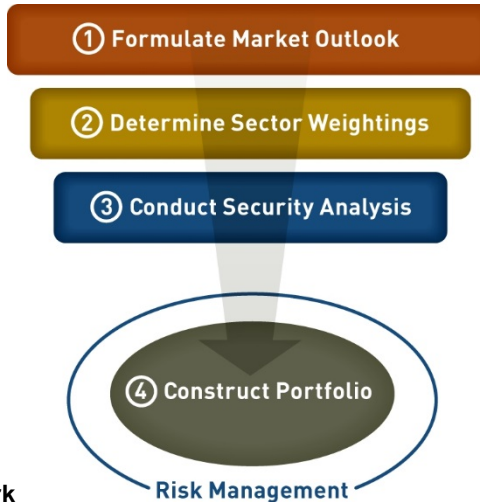 1 Formulate Market Outlook
2 Determine Sector Weightings
3 Conduct Security Analysis
4 Construct Portfolio
Risk Management